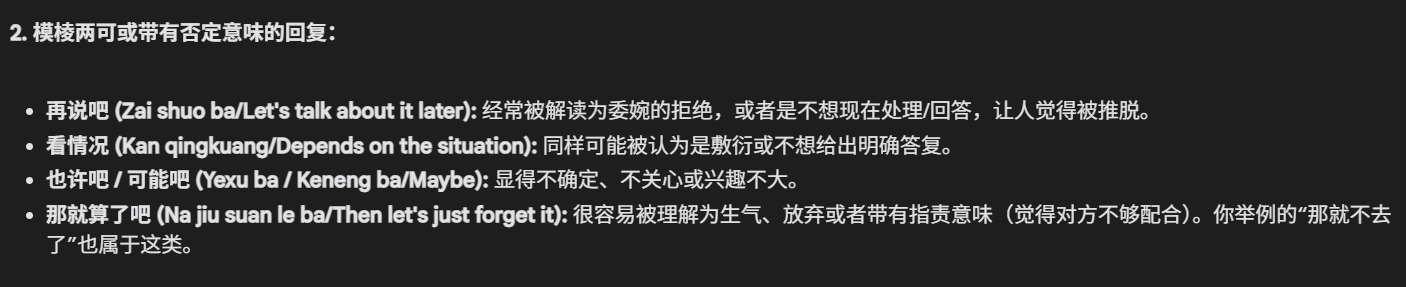 2. 模棱两可或带有否定意味的回复：
• 再说吧 (Zai shuo ba/Let's talk about it later): 经常被解读为委婉的拒绝，或者是不想现在处理/回答，让人觉得被推脱。
• 看情况 (Kan qingkuang/Depends on the situation): 同样可能被认为是敷衍或不想给出明确答复。
• 也许吧 / 可能吧 (Yexu ba / Keneng ba/Maybe): 显得不确定、不关心或兴趣不大。
• 那就算了吧 (Na jiu suan le ba/Then let's just forget it): 很容易被理解为生气、放弃或者带有指责意味（觉得对方不够配合）。你举例的“那就不去
了”也属于这类。